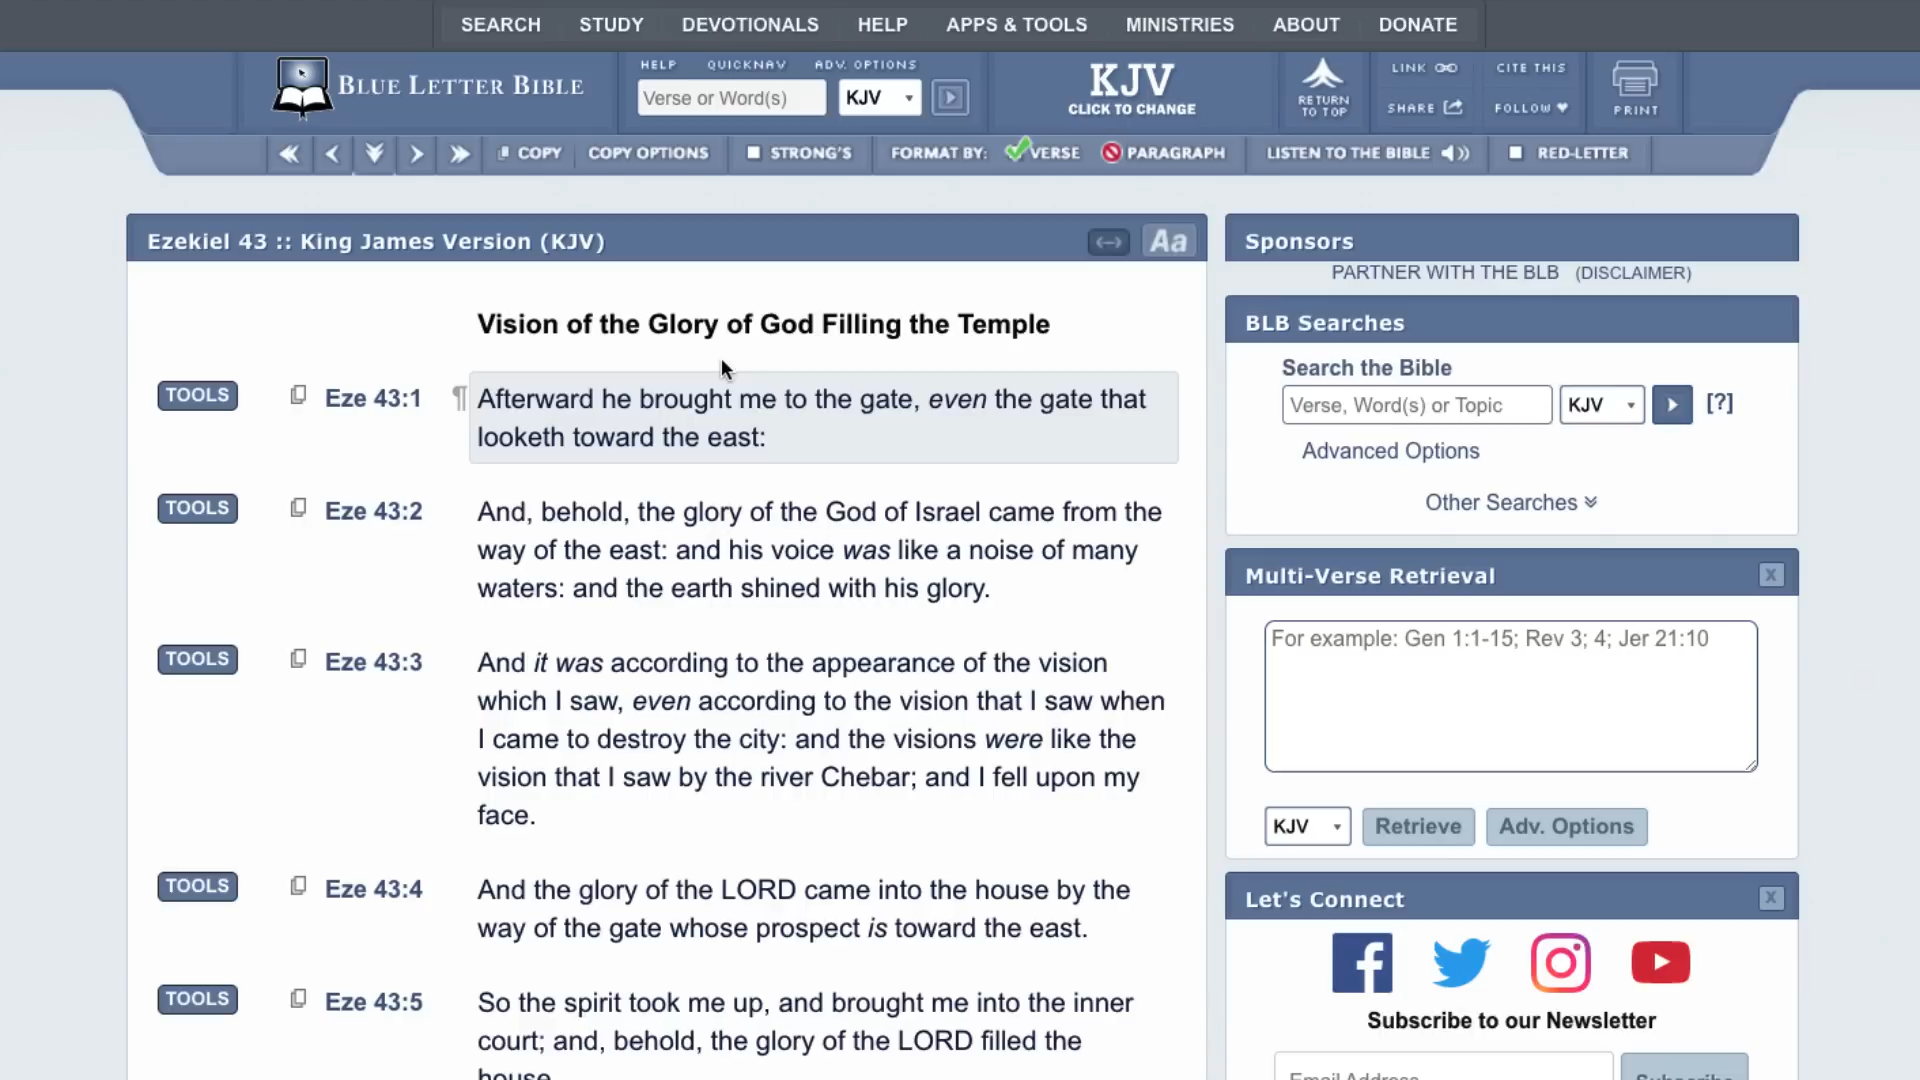 SEARCH STUDY DEVOTIONALS HELP APPS & TOOLS MINISTRIES ABOUT DONATE
BLUE LETTER BIBLE
HELP QUICKNAV ADV. OPTIONS
Verse or Word(s) KJV
KJV
CLICK TO CHANGE
RETURN
TO TOP
LINK
SHARE
CITE THIS
FOLLOW
PRINT
COPY COPY OPTIONS STRONG'S FORMAT BY: VERSE PARAGRAPH LISTEN TO THE BIBLE RED-LETTER
Ezekiel 43 :: King James Version (KJV) Aa
Vision of the Glory of God Filling the Temple
TOOLS Eze 43:1 ¶ Afterward he brought me to the gate, even the gate that
looketh toward the east:
TOOLS Eze 43:2 And, behold, the glory of the God of Israel came from the
way of the east: and his voice was like a noise of many
waters: and the earth shined with his glory.
TOOLS Eze 43:3 And it was according to the appearance of the vision
which I saw, even according to the vision that I saw when
I came to destroy the city: and the visions were like the
vision that I saw by the river Chebar; and I fell upon my
face.
TOOLS Eze 43:4 And the glory of the LORD came into the house by the
way of the gate whose prospect is toward the east.
TOOLS Eze 43:5 So the spirit took me up, and brought me into the inner
court; and, behold, the glory of the LORD filled the
house.
Sponsors
PARTNER WITH THE BLB (DISCLAIMER)
BLB Searches
Search the Bible
Verse, Word(s) or Topic KJV [?]
Advanced Options
Other Searches
Multi-Verse Retrieval X
For example: Gen 1:1-15; Rev 3; 4; Jer 21:10
KJV Retrieve Adv. Options
Let's Connect X
Subscribe to our Newsletter
Email Address Subscribe